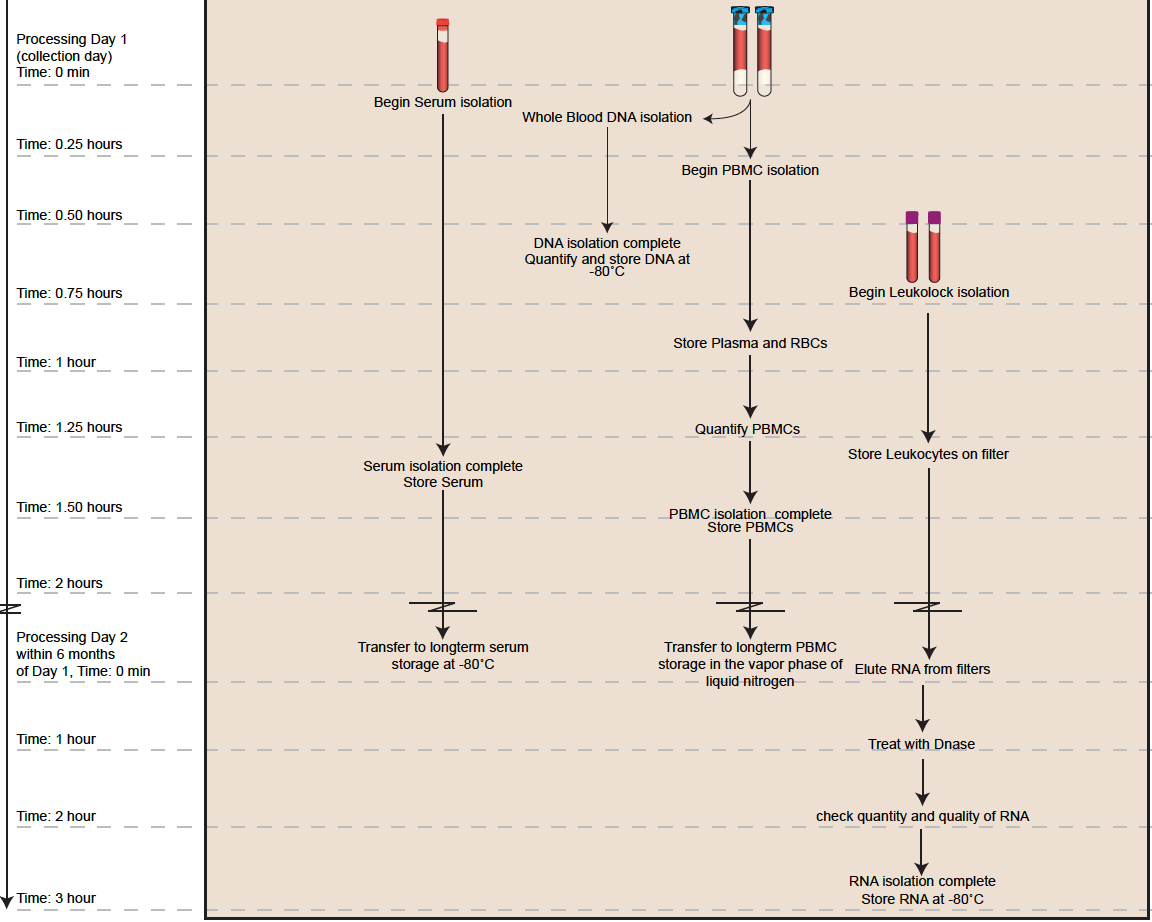 Processing Day 1
(collection day)
Time: 0 min
Begin Serum isolation
Whole Blood DNA isolation
Time: 0.25 hours
Begin PBMC isolation
Time: 0.50 hours
DNA isolation complete
Quantify and store DNA at
-80˚C
Time: 0.75 hours
Begin Leukolock isolation
Store Plasma and RBCs
Time: 1 hour
Time: 1.25 hours
Quantify PBMCs
Store Leukocytes on filter
Serum isolation complete
Store Serum
Time: 1.50 hours
PBMC isolation  complete
Store PBMCs
Time: 2 hours
Processing Day 2
within 6 months
of Day 1, Time: 0 min
Transfer to longterm serum
storage at -80˚C
Transfer to longterm PBMC
storage in the vapor phase of
liquid nitrogen
Elute RNA from filters
Time: 1 hour
Treat with Dnase
Time: 2 hour
check quantity and quality of RNA
RNA isolation complete
Store RNA at -80˚C
Time: 3 hour